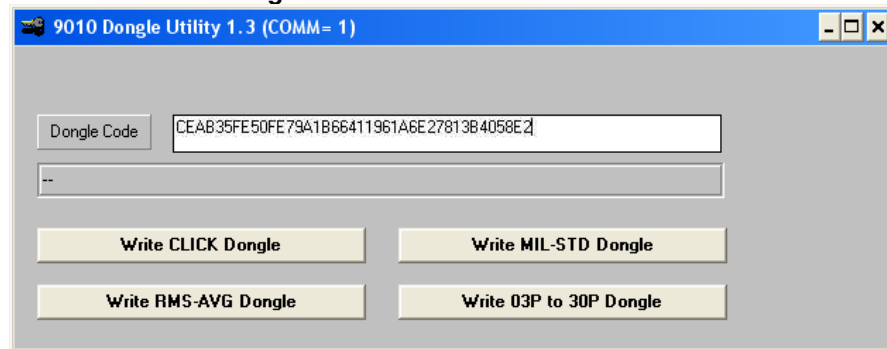 9010 Dongle Utility 1.3 (COMM= 1)
Dongle Code
CEAB35FE50FE79A1B66411961A6E27813B4058E2
--
Write CLICK Dongle
Write MIL-STD Dongle
Write RMS-AVG Dongle
Write 03P to 30P Dongle